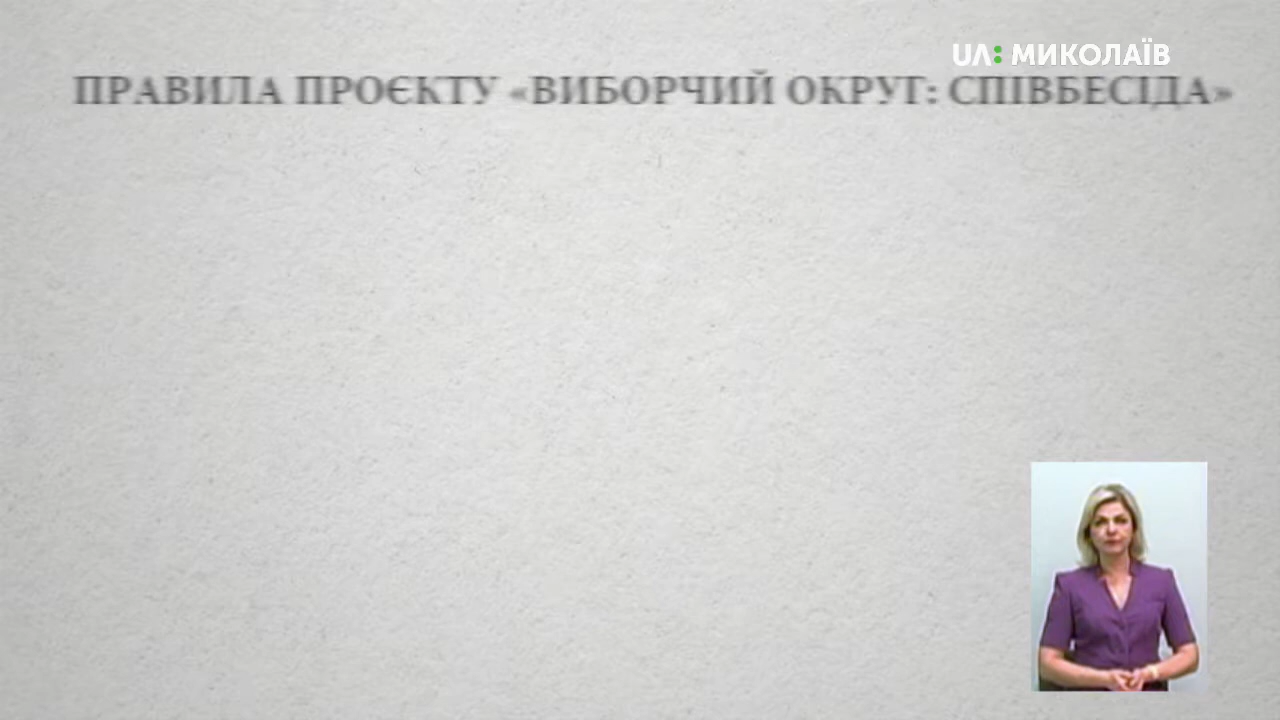 UA: МИКОЛАЇВ
ПРАВИЛА ПРОЄКТУ «ВИБОРЧИЙ ОКРУГ: СПІВБЕСІДА»